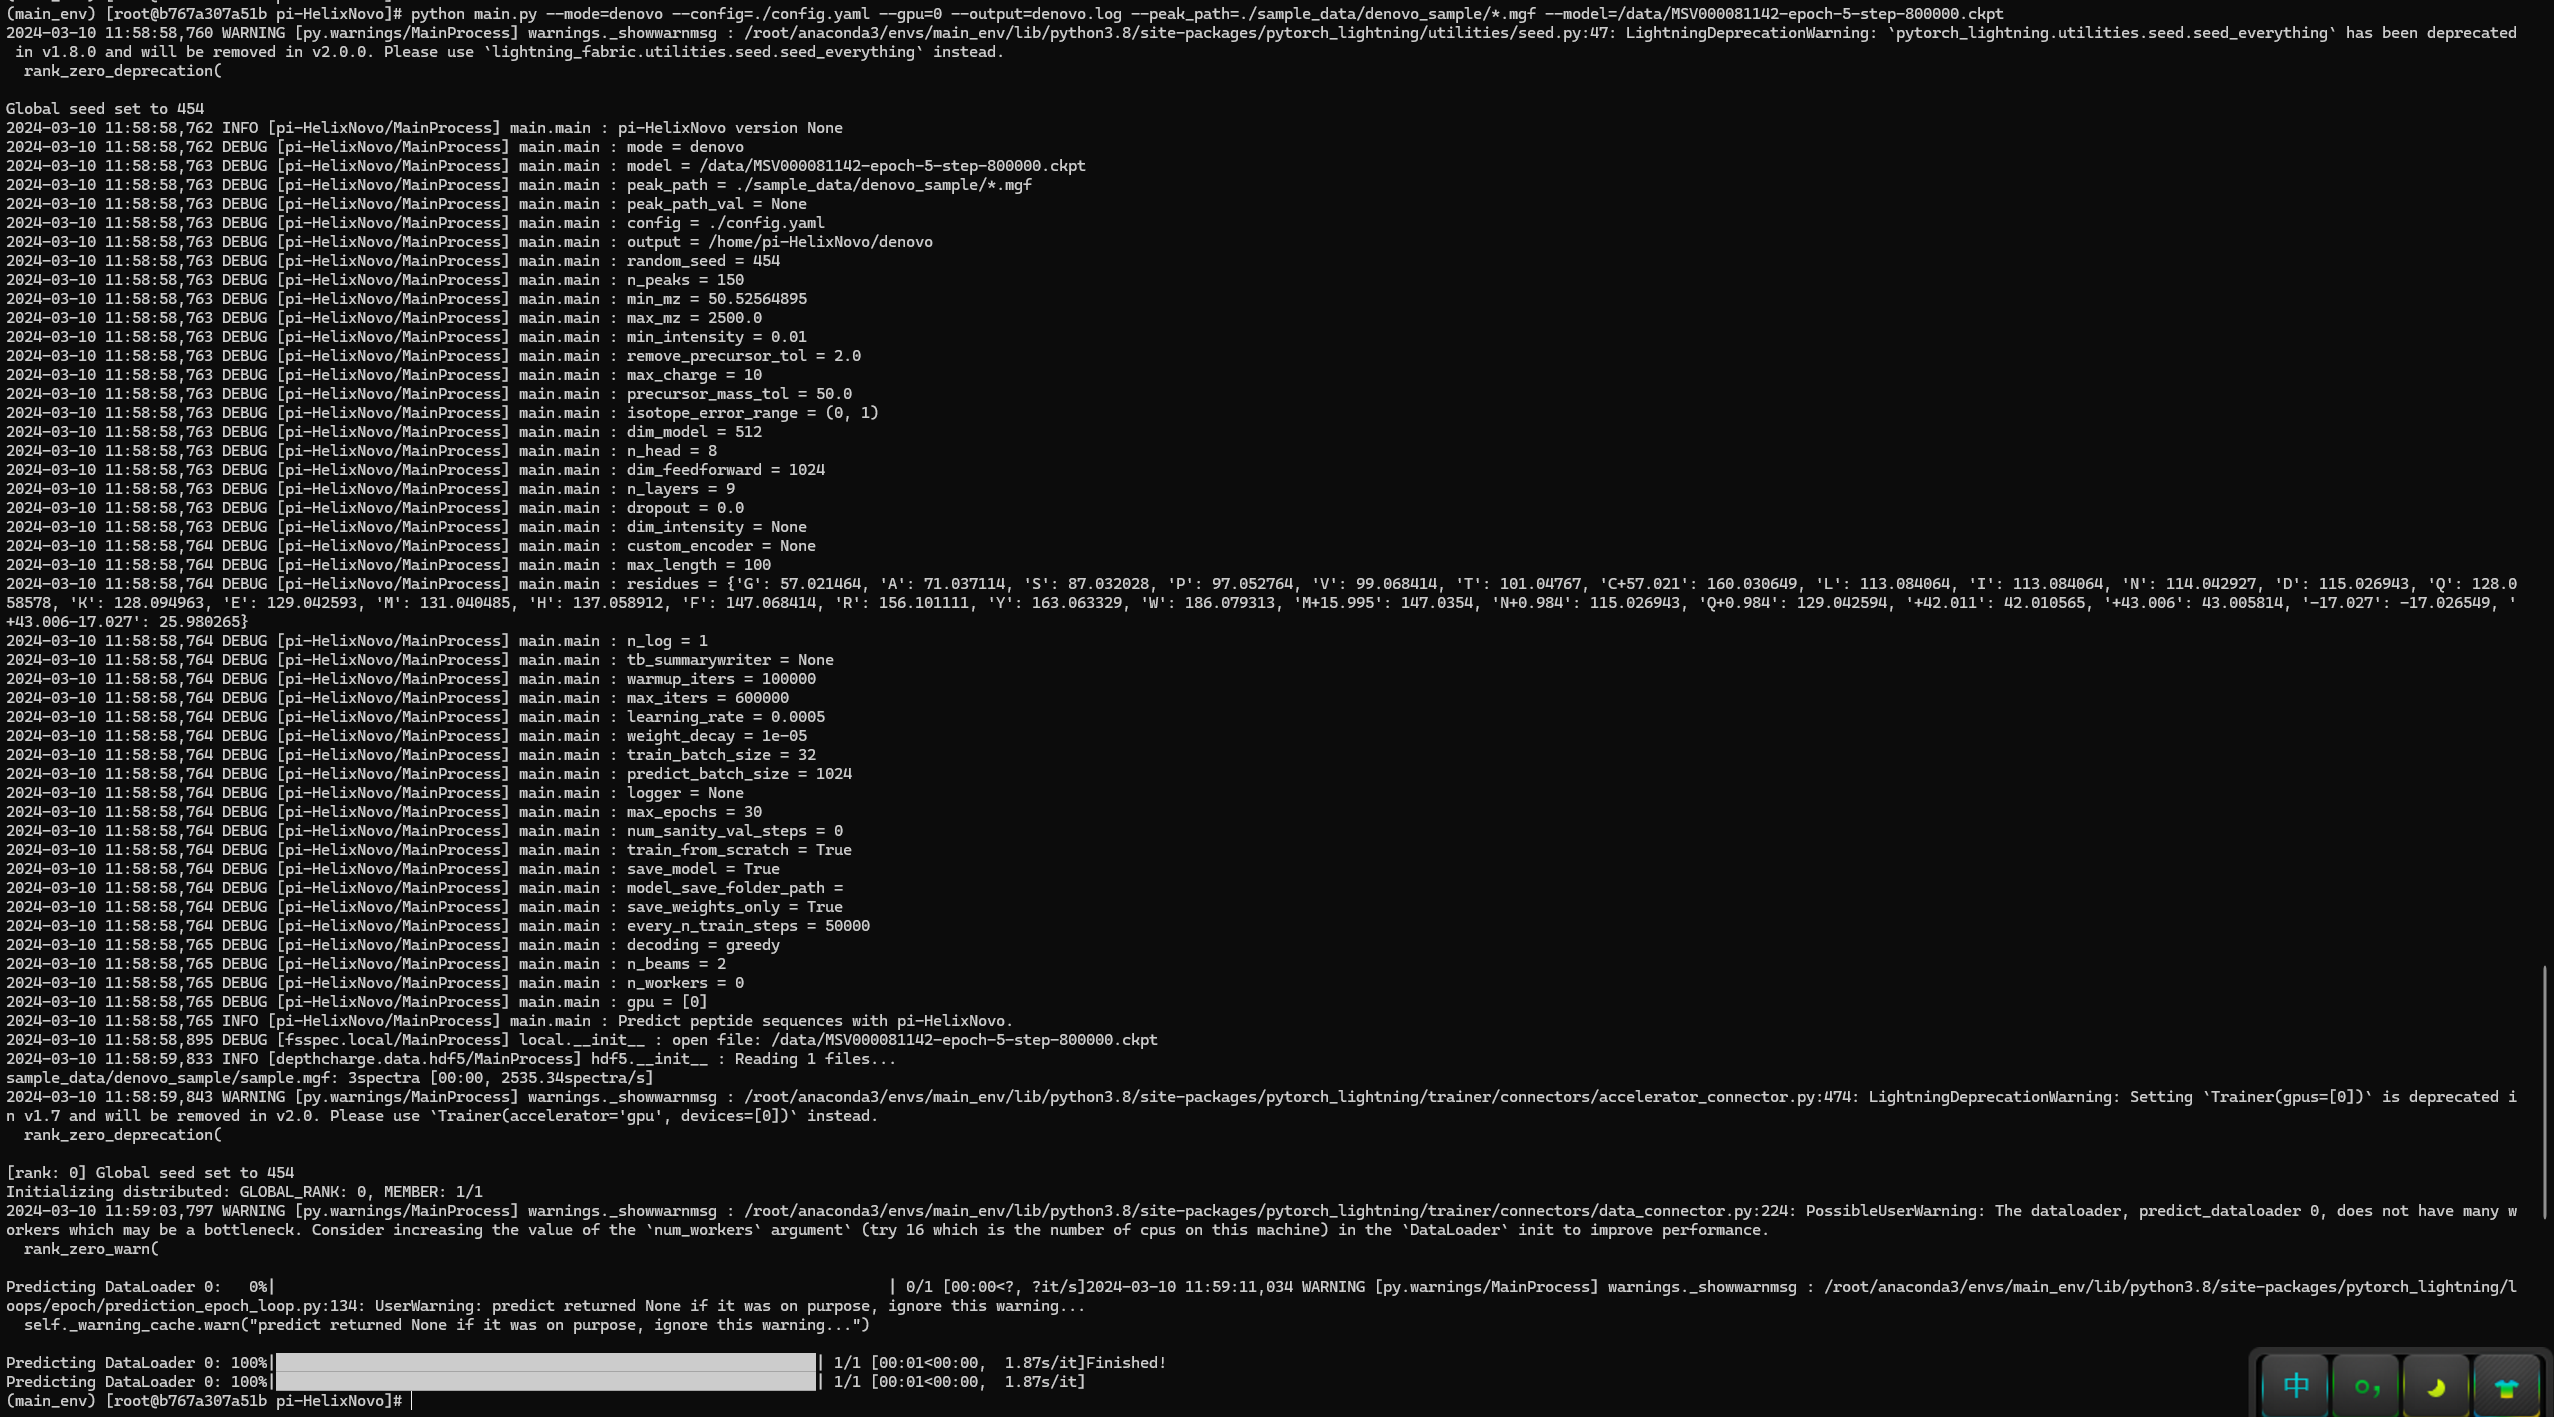 (main_env) [root@b767a307a51b pi-HelixNovo]# python main.py --mode=denovo --config=./config.yaml --gpu=0 --output=denovo.log --peak_path=./sample_data/denovo_sample/*.mgf --model=/data/MSV000081142-epoch-5-step-800000.ckpt
2024-03-10 11:58:58,760 WARNING [py.warnings/MainProcess] warnings._showwarnmsg : /root/anaconda3/envs/main_env/lib/python3.8/site-packages/pytorch_lightning/utilities/seed.py:47: LightningDeprecationWarning: `pytorch_lightning.utilities.seed.seed_everything` has been deprecated
 in v1.8.0 and will be removed in v2.0.0. Please use `lightning_fabric.utilities.seed.seed_everything` instead.
  rank_zero_deprecation(
Global seed set to 454
2024-03-10 11:58:58,762 INFO [pi-HelixNovo/MainProcess] main.main : pi-HelixNovo version None
2024-03-10 11:58:58,762 DEBUG [pi-HelixNovo/MainProcess] main.main : mode = denovo
2024-03-10 11:58:58,763 DEBUG [pi-HelixNovo/MainProcess] main.main : model = /data/MSV000081142-epoch-5-step-800000.ckpt
2024-03-10 11:58:58,763 DEBUG [pi-HelixNovo/MainProcess] main.main : peak_path = ./sample_data/denovo_sample/*.mgf
2024-03-10 11:58:58,763 DEBUG [pi-HelixNovo/MainProcess] main.main : peak_path_val = None
2024-03-10 11:58:58,763 DEBUG [pi-HelixNovo/MainProcess] main.main : config = ./config.yaml
2024-03-10 11:58:58,763 DEBUG [pi-HelixNovo/MainProcess] main.main : output = /home/pi-HelixNovo/denovo
2024-03-10 11:58:58,763 DEBUG [pi-HelixNovo/MainProcess] main.main : random_seed = 454
2024-03-10 11:58:58,763 DEBUG [pi-HelixNovo/MainProcess] main.main : n_peaks = 150
2024-03-10 11:58:58,763 DEBUG [pi-HelixNovo/MainProcess] main.main : min_mz = 50.52564895
2024-03-10 11:58:58,763 DEBUG [pi-HelixNovo/MainProcess] main.main : max_mz = 2500.0
2024-03-10 11:58:58,763 DEBUG [pi-HelixNovo/MainProcess] main.main : min_intensity = 0.01
2024-03-10 11:58:58,763 DEBUG [pi-HelixNovo/MainProcess] main.main : remove_precursor_tol = 2.0
2024-03-10 11:58:58,763 DEBUG [pi-HelixNovo/MainProcess] main.main : max_charge = 10
2024-03-10 11:58:58,763 DEBUG [pi-HelixNovo/MainProcess] main.main : precursor_mass_tol = 50.0
2024-03-10 11:58:58,763 DEBUG [pi-HelixNovo/MainProcess] main.main : isotope_error_range = (0, 1)
2024-03-10 11:58:58,763 DEBUG [pi-HelixNovo/MainProcess] main.main : dim_model = 512
2024-03-10 11:58:58,763 DEBUG [pi-HelixNovo/MainProcess] main.main : n_head = 8
2024-03-10 11:58:58,763 DEBUG [pi-HelixNovo/MainProcess] main.main : dim_feedforward = 1024
2024-03-10 11:58:58,763 DEBUG [pi-HelixNovo/MainProcess] main.main : n_layers = 9
2024-03-10 11:58:58,763 DEBUG [pi-HelixNovo/MainProcess] main.main : dropout = 0.0
2024-03-10 11:58:58,763 DEBUG [pi-HelixNovo/MainProcess] main.main : dim_intensity = None
2024-03-10 11:58:58,764 DEBUG [pi-HelixNovo/MainProcess] main.main : custom_encoder = None
2024-03-10 11:58:58,764 DEBUG [pi-HelixNovo/MainProcess] main.main : max_length = 100
2024-03-10 11:58:58,764 DEBUG [pi-HelixNovo/MainProcess] main.main : residues = {'G': 57.021464, 'A': 71.037114, 'S': 87.032028, 'P': 97.052764, 'V': 99.068414, 'T': 101.04767, 'C+57.021': 160.030649, 'L': 113.084064, 'I': 113.084064, 'N': 114.042927, 'D': 115.026943, 'Q': 128.0
58578, 'K': 128.094963, 'E': 129.042593, 'M': 131.040485, 'H': 137.058912, 'F': 147.068414, 'R': 156.101111, 'Y': 163.063329, 'W': 186.079313, 'M+15.995': 147.0354, 'N+0.984': 115.026943, 'Q+0.984': 129.042594, '+42.011': 42.010565, '+43.006': 43.005814, '-17.027': -17.026549, '
+43.006-17.027': 25.980265}
2024-03-10 11:58:58,764 DEBUG [pi-HelixNovo/MainProcess] main.main : n_log = 1
2024-03-10 11:58:58,764 DEBUG [pi-HelixNovo/MainProcess] main.main : tb_summarywriter = None
2024-03-10 11:58:58,764 DEBUG [pi-HelixNovo/MainProcess] main.main : warmup_iters = 100000
2024-03-10 11:58:58,764 DEBUG [pi-HelixNovo/MainProcess] main.main : max_iters = 600000
2024-03-10 11:58:58,764 DEBUG [pi-HelixNovo/MainProcess] main.main : learning_rate = 0.0005
2024-03-10 11:58:58,764 DEBUG [pi-HelixNovo/MainProcess] main.main : weight_decay = 1e-05
2024-03-10 11:58:58,764 DEBUG [pi-HelixNovo/MainProcess] main.main : train_batch_size = 32
2024-03-10 11:58:58,764 DEBUG [pi-HelixNovo/MainProcess] main.main : predict_batch_size = 1024
2024-03-10 11:58:58,764 DEBUG [pi-HelixNovo/MainProcess] main.main : logger = None
2024-03-10 11:58:58,764 DEBUG [pi-HelixNovo/MainProcess] main.main : max_epochs = 30
2024-03-10 11:58:58,764 DEBUG [pi-HelixNovo/MainProcess] main.main : num_sanity_val_steps = 0
2024-03-10 11:58:58,764 DEBUG [pi-HelixNovo/MainProcess] main.main : train_from_scratch = True
2024-03-10 11:58:58,764 DEBUG [pi-HelixNovo/MainProcess] main.main : save_model = True
2024-03-10 11:58:58,764 DEBUG [pi-HelixNovo/MainProcess] main.main : model_save_folder_path =
2024-03-10 11:58:58,764 DEBUG [pi-HelixNovo/MainProcess] main.main : save_weights_only = True
2024-03-10 11:58:58,764 DEBUG [pi-HelixNovo/MainProcess] main.main : every_n_train_steps = 50000
2024-03-10 11:58:58,765 DEBUG [pi-HelixNovo/MainProcess] main.main : decoding = greedy
2024-03-10 11:58:58,765 DEBUG [pi-HelixNovo/MainProcess] main.main : n_beams = 2
2024-03-10 11:58:58,765 DEBUG [pi-HelixNovo/MainProcess] main.main : n_workers = 0
2024-03-10 11:58:58,765 DEBUG [pi-HelixNovo/MainProcess] main.main : gpu = [0]
2024-03-10 11:58:58,765 INFO [pi-HelixNovo/MainProcess] main.main : Predict peptide sequences with pi-HelixNovo.
2024-03-10 11:58:58,895 DEBUG [fsspec.local/MainProcess] local.__init__ : open file: /data/MSV000081142-epoch-5-step-800000.ckpt
2024-03-10 11:58:59,833 INFO [depthcharge.data.hdf5/MainProcess] hdf5.__init__ : Reading 1 files...
sample_data/denovo_sample/sample.mgf: 3spectra [00:00, 2535.34spectra/s]
2024-03-10 11:58:59,843 WARNING [py.warnings/MainProcess] warnings._showwarnmsg : /root/anaconda3/envs/main_env/lib/python3.8/site-packages/pytorch_lightning/trainer/connectors/accelerator_connector.py:474: LightningDeprecationWarning: Setting `Trainer(gpus=[0])` is deprecated i
n v1.7 and will be removed in v2.0. Please use `Trainer(accelerator='gpu', devices=[0])` instead.
  rank_zero_deprecation(
[rank: 0] Global seed set to 454
Initializing distributed: GLOBAL_RANK: 0, MEMBER: 1/1
2024-03-10 11:59:03,797 WARNING [py.warnings/MainProcess] warnings._showwarnmsg : /root/anaconda3/envs/main_env/lib/python3.8/site-packages/pytorch_lightning/trainer/connectors/data_connector.py:224: PossibleUserWarning: The dataloader, predict_dataloader 0, does not have many w
orkers which may be a bottleneck. Consider increasing the value of the `num_workers` argument` (try 16 which is the number of cpus on this machine) in the `DataLoader` init to improve performance.
  rank_zero_warn(
Predicting DataLoader 0:   0%| | 0/1 [00:00<?, ?it/s]2024-03-10 11:59:11,034 WARNING [py.warnings/MainProcess] warnings._showwarnmsg : /root/anaconda3/envs/main_env/lib/python3.8/site-packages/pytorch_lightning/l
oops/epoch/prediction_epoch_loop.py:134: UserWarning: predict returned None if it was on purpose, ignore this warning...
  self._warning_cache.warn("predict returned None if it was on purpose, ignore this warning...")
Predicting DataLoader 0: 100%| | 1/1 [00:01<00:00,  1.87s/it]Finished!
Predicting DataLoader 0: 100%| | 1/1 [00:01<00:00,  1.87s/it]
(main_env) [root@b767a307a51b pi-HelixNovo]#
中